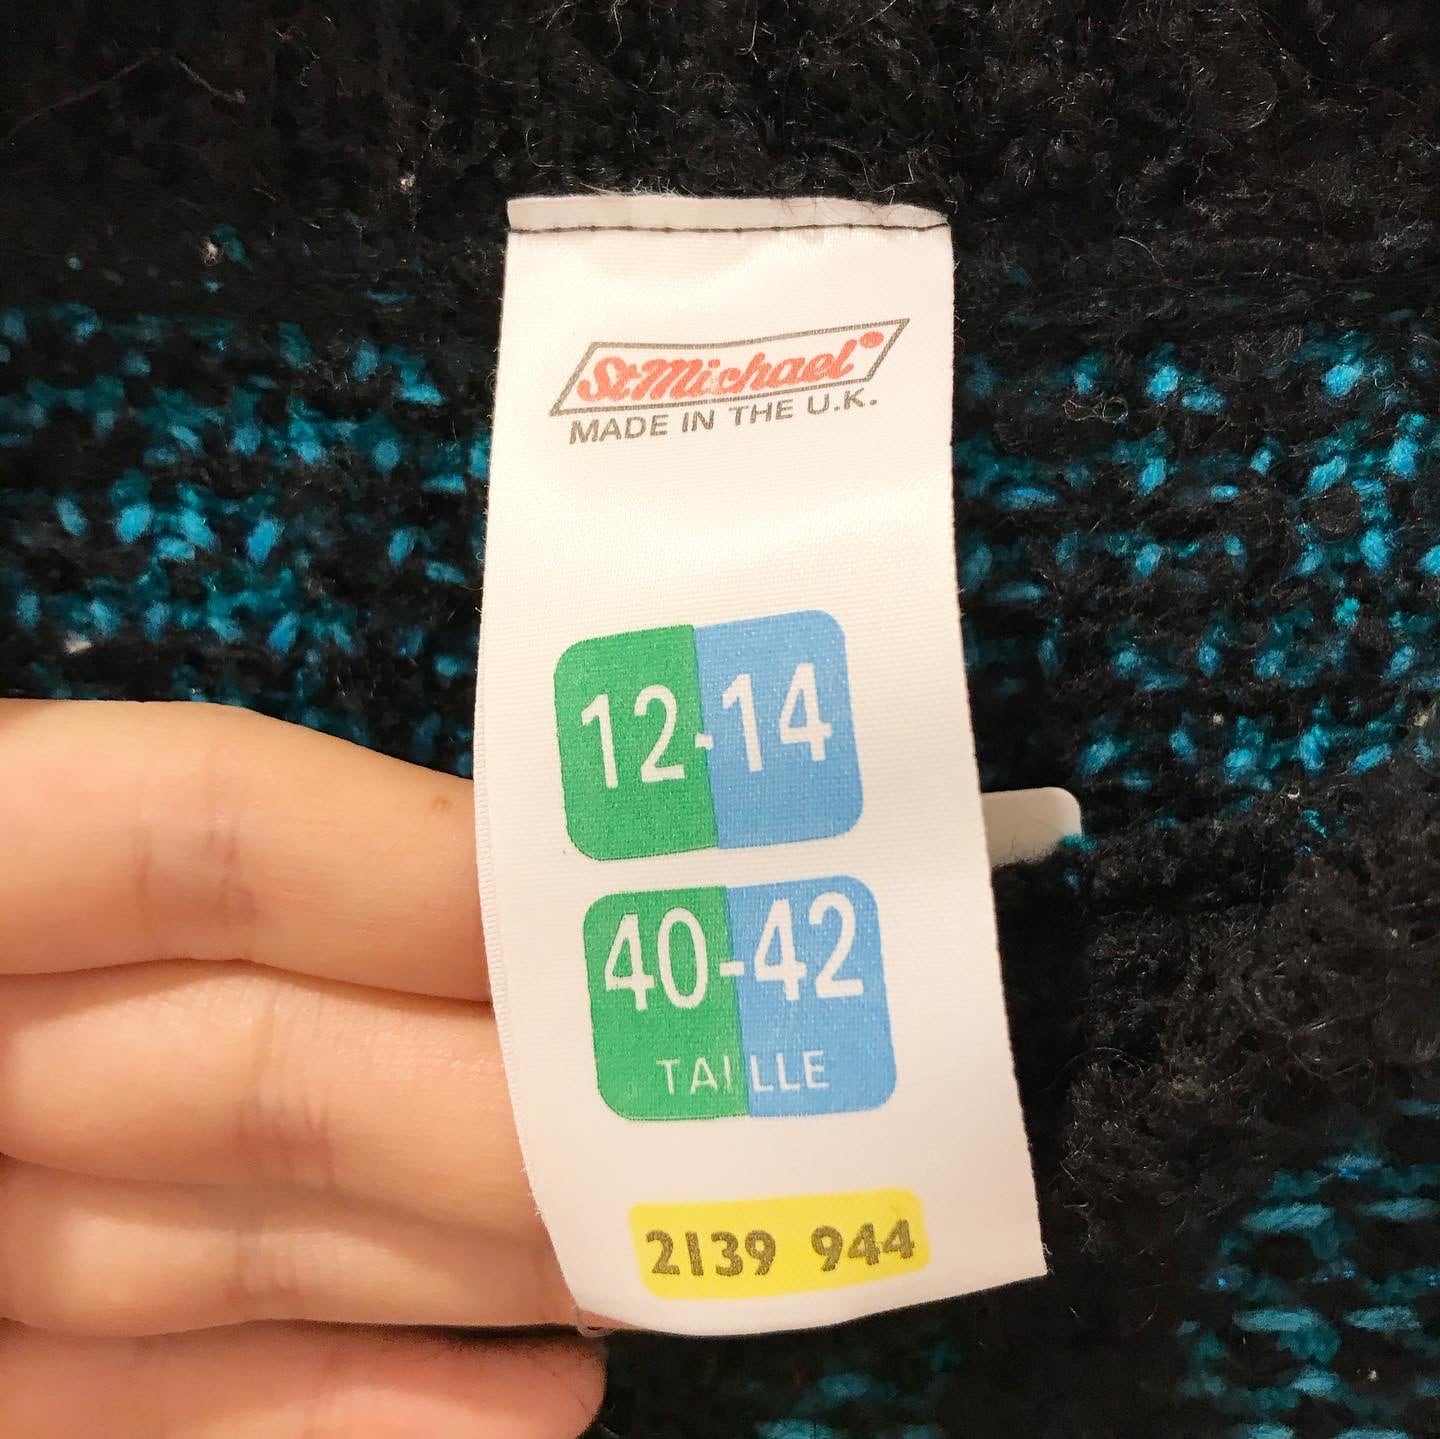 St Michael®
MADE IN THE U.K.
12-14
40-42
TAILLE
2139 944